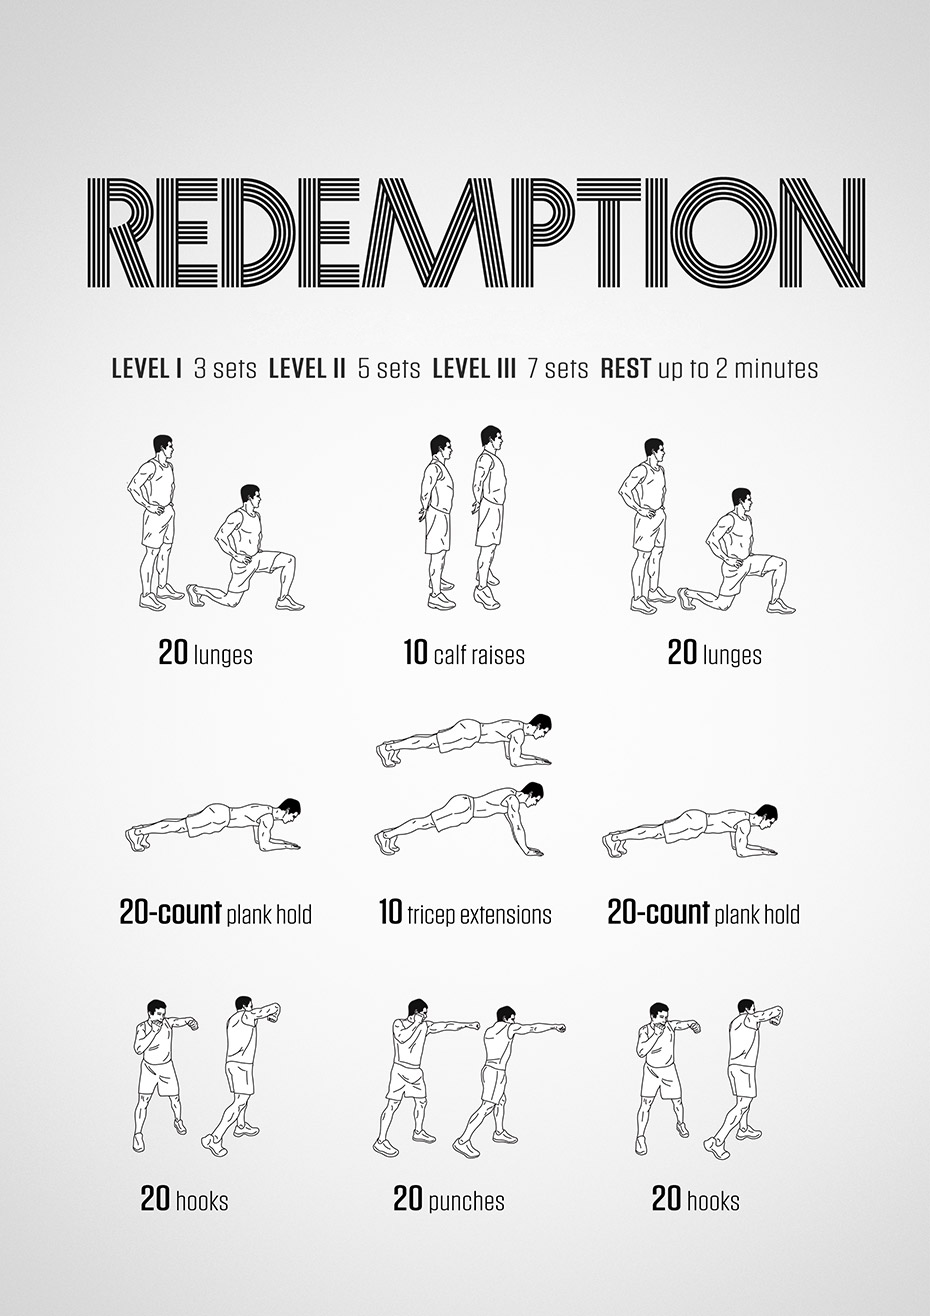 REDEMPTION
LEVEL I 3 sets LEVEL II 5 sets LEVEL III 7 sets REST up to 2 minutes
20 lunges
10 calf raises
20 lunges
20-count plank hold
10 tricep extensions
20-count plank hold
20 hooks
20 punches
20 hooks